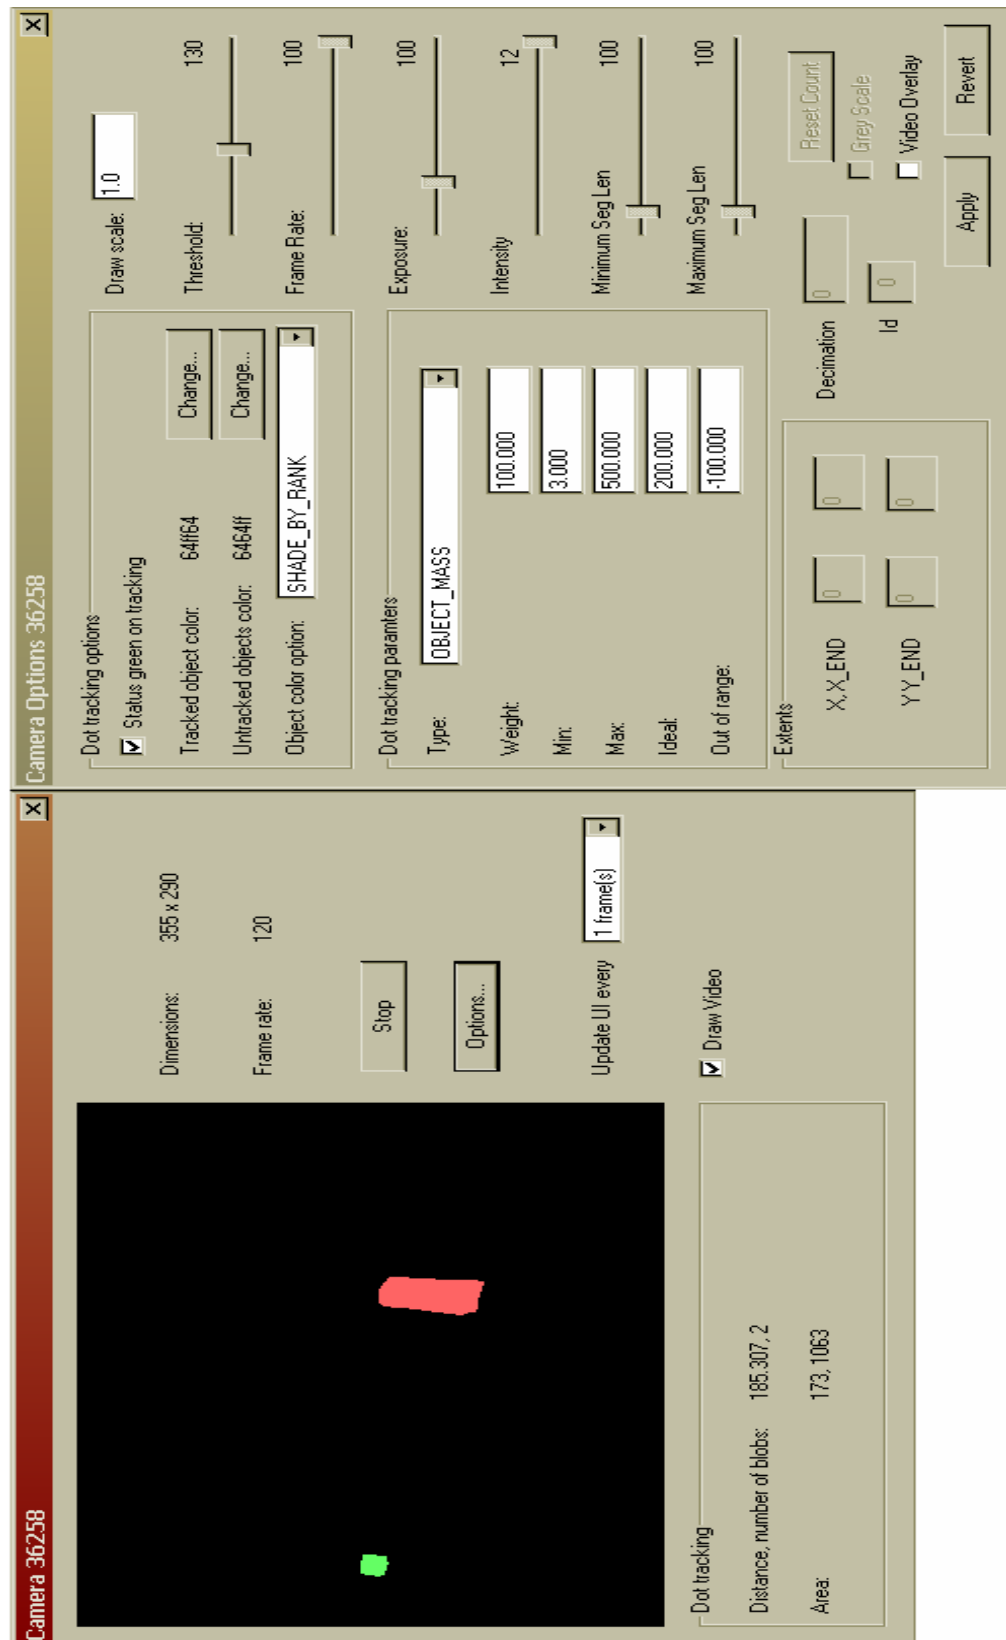 Camera 36258
Dimensions: 355 x 290
Frame rate: 120
Stop
Options...
Update UI every 1 frame(s)
Draw Video
Dot tracking
Distance, number of blobs: 185.307, 2
Area: 173, 1063
Camera Options 36258
Dot tracking options
Status green on tracking
Tracked object color: 64ff64 Change...
Untracked objects color: 6464ff Change...
Object color option: SHADE_BY_RANK
Draw scale: 1.0
Threshold: 130
Frame Rate: 100
Dot tracking paramters
Type: OBJECT_MASS
Weight: 100.000
Min: 3.000
Max: 500.000
Ideal: 200.000
Out of range: -100.000
Exposure: 100
Intensity 12
Minimum Seg Len 100
Maximum Seg Len 100
Extents
X,X_END 0 0
YY_END 0 0
Decimation 0
Id 0
Reset Count
Grey Scale
Video Overlay
Apply
Revert